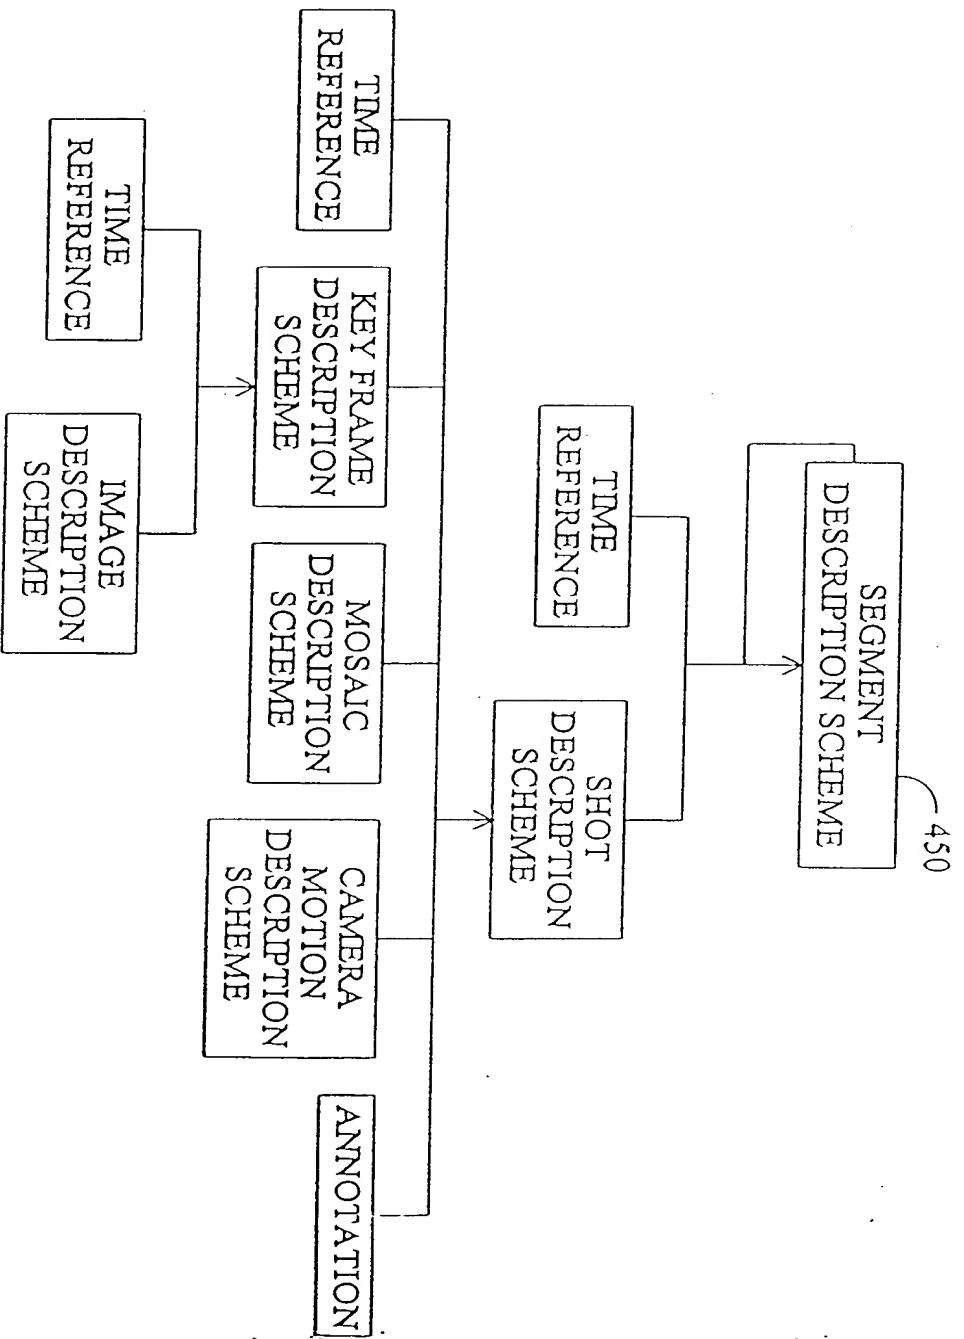 450
SEGMENT
DESCRIPTION SCHEME
TIME
REFERENCE
SHOT
DESCRIPTION
SCHEME
TIME
REFERENCE
KEY FRAME
DESCRIPTION
SCHEME
MOSAIC
DESCRIPTION
SCHEME
CAMERA
MOTION
DESCRIPTION
SCHEME
ANNOTATION
TIME
REFERENCE
IMAGE
DESCRIPTION
SCHEME